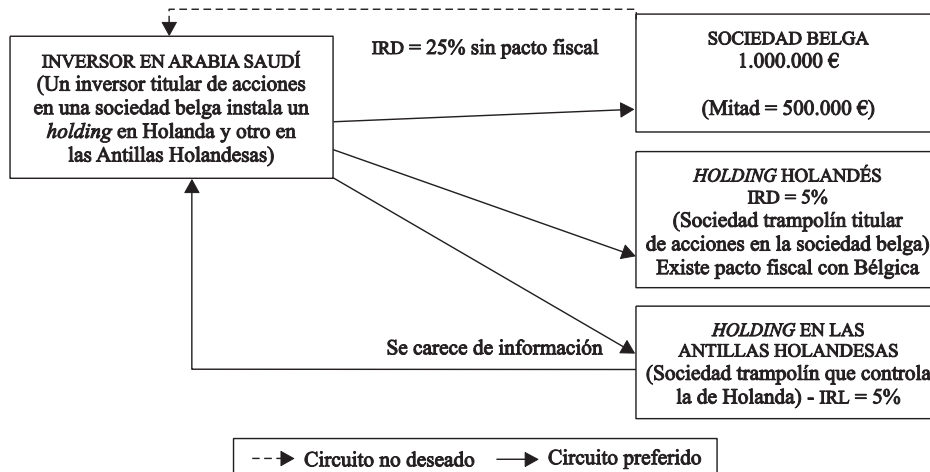 IRD = 25% sin pacto fiscal
INVERSOR EN ARABIA SAUDÍ
(Un inversor titular de acciones
en una sociedad belga instala un
holding en Holanda y otro en
las Antillas Holandesas)
SOCIEDAD BELGA
1.000.000 €
(Mitad = 500.000 €)
HOLDING HOLANDÉS
IRD = 5%
(Sociedad trampolín titular
de acciones en la sociedad belga)
Existe pacto fiscal con Bélgica
HOLDING EN LAS
ANTILLAS HOLANDESAS
(Sociedad trampolín que controla
la de Holanda) - IRL = 5%
Se carece de información
Circuito no deseado
Circuito preferido